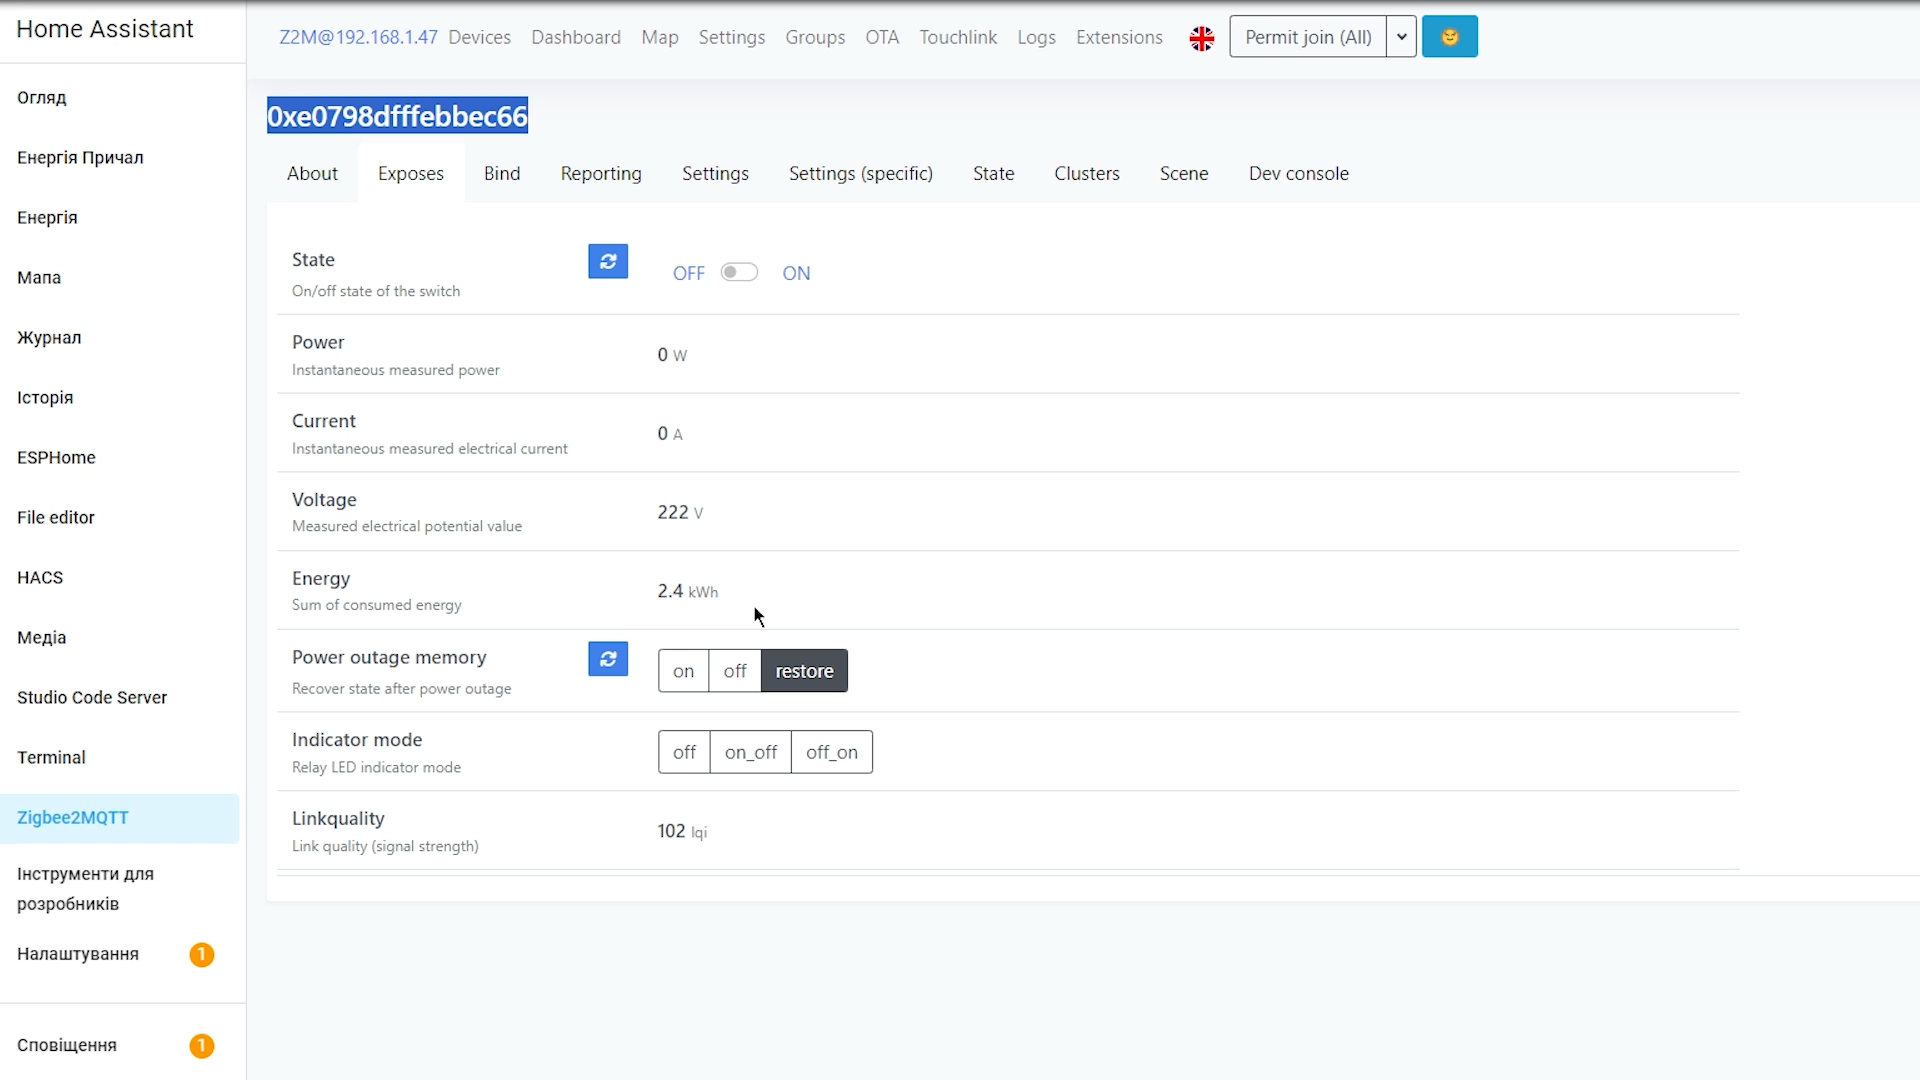 Home Assistant
Огляд
Енергія Причал
Енергія
Мапа
Журнал
Історія
ESPHome
File editor
HACS
Медіа
Studio Code Server
Terminal
Zigbee2MQTT
Інструменти для
розробників
Налаштування 1
Сповіщення 1
Z2M@192.168.1.47 Devices Dashboard Map Settings Groups OTA Touchlink Logs Extensions Permit join (All)
0xe0798dfffebbec66
About Exposes Bind Reporting Settings Settings (specific) State Clusters Scene Dev console
State
On/off state of the switch
OFF ON
Power
Instantaneous measured power
0 W
Current
Instantaneous measured electrical current
0 A
Voltage
Measured electrical potential value
222 V
Energy
Sum of consumed energy
2.4 kWh
Power outage memory
Recover state after power outage
on off restore
Indicator mode
Relay LED indicator mode
off on_off off_on
Linkquality
Link quality (signal strength)
102 lqi